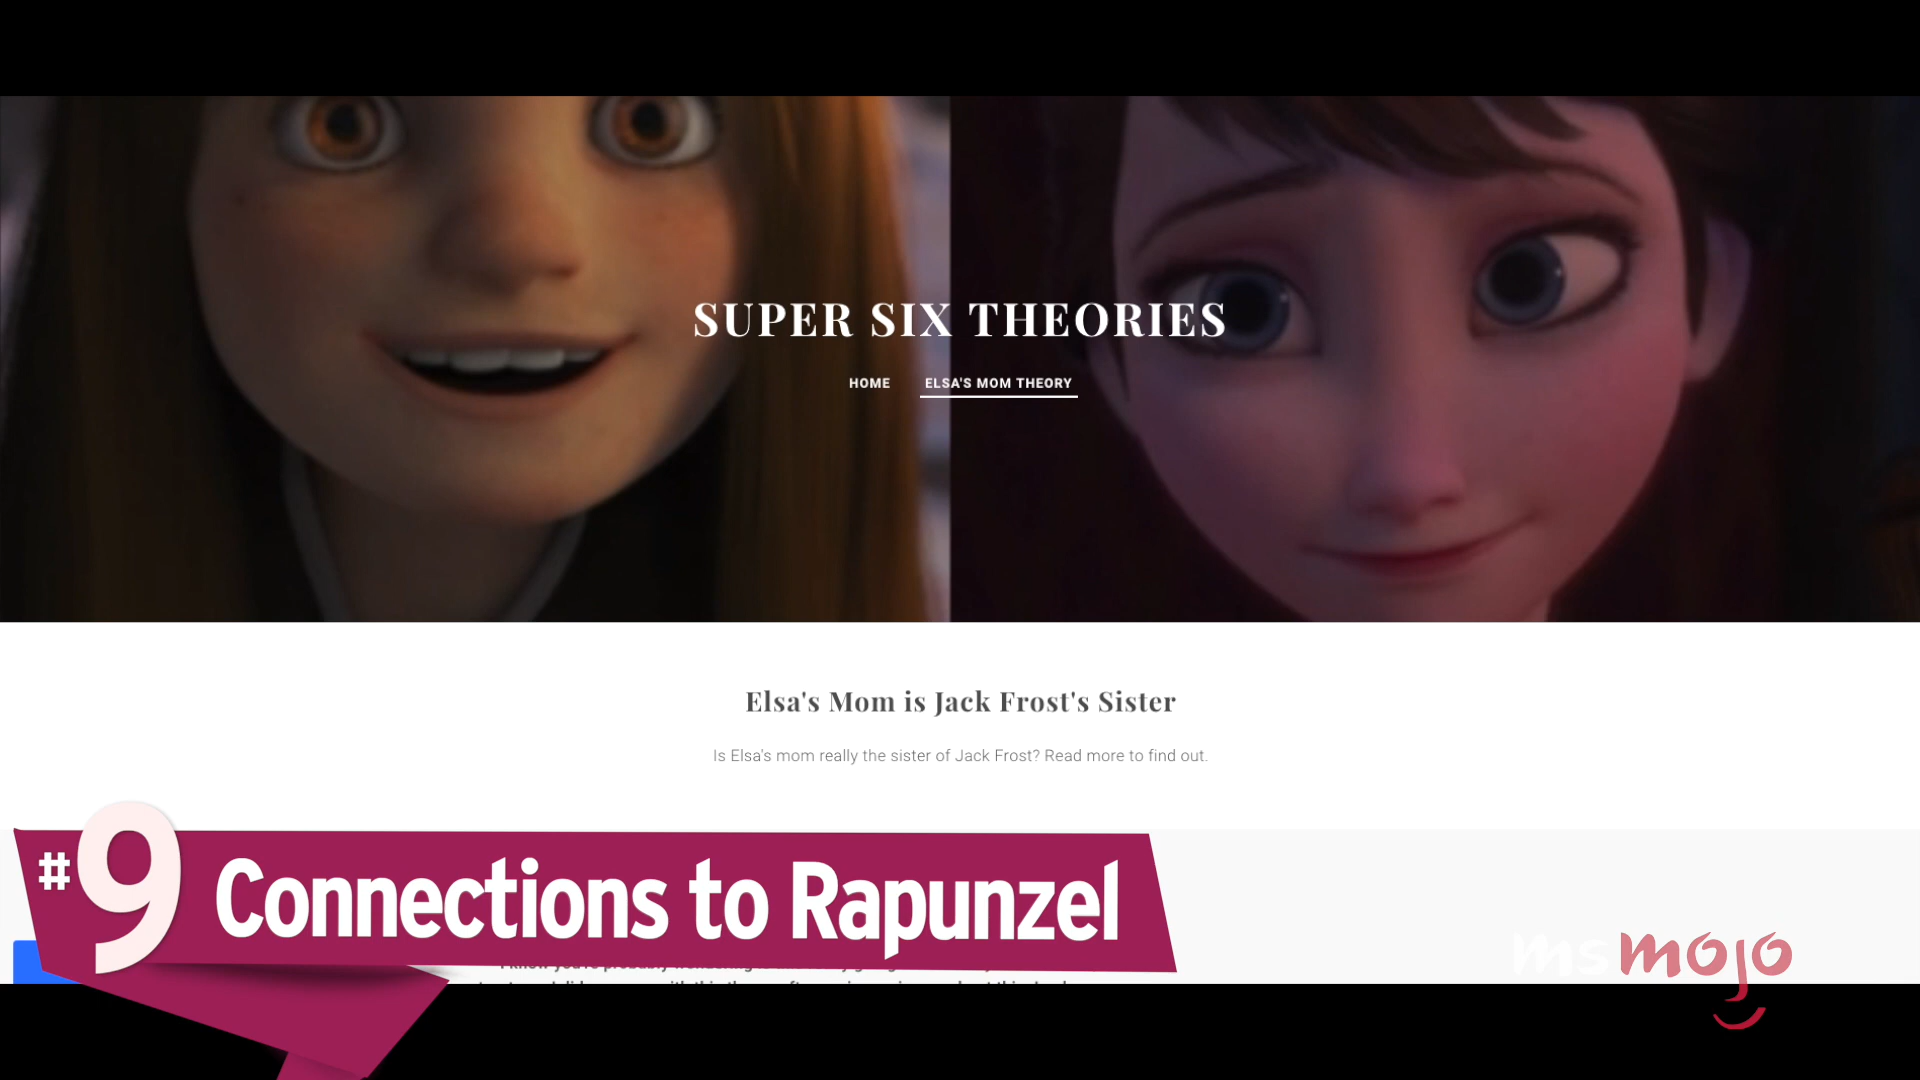 SUPER SIX THEORIES
HOME ELSA'S MOM THEORY
Elsa's Mom is Jack Frost's Sister
Is Elsa's mom really the sister of Jack Frost? Read more to find out.
#9 Connections to Rapunzel
msmojo